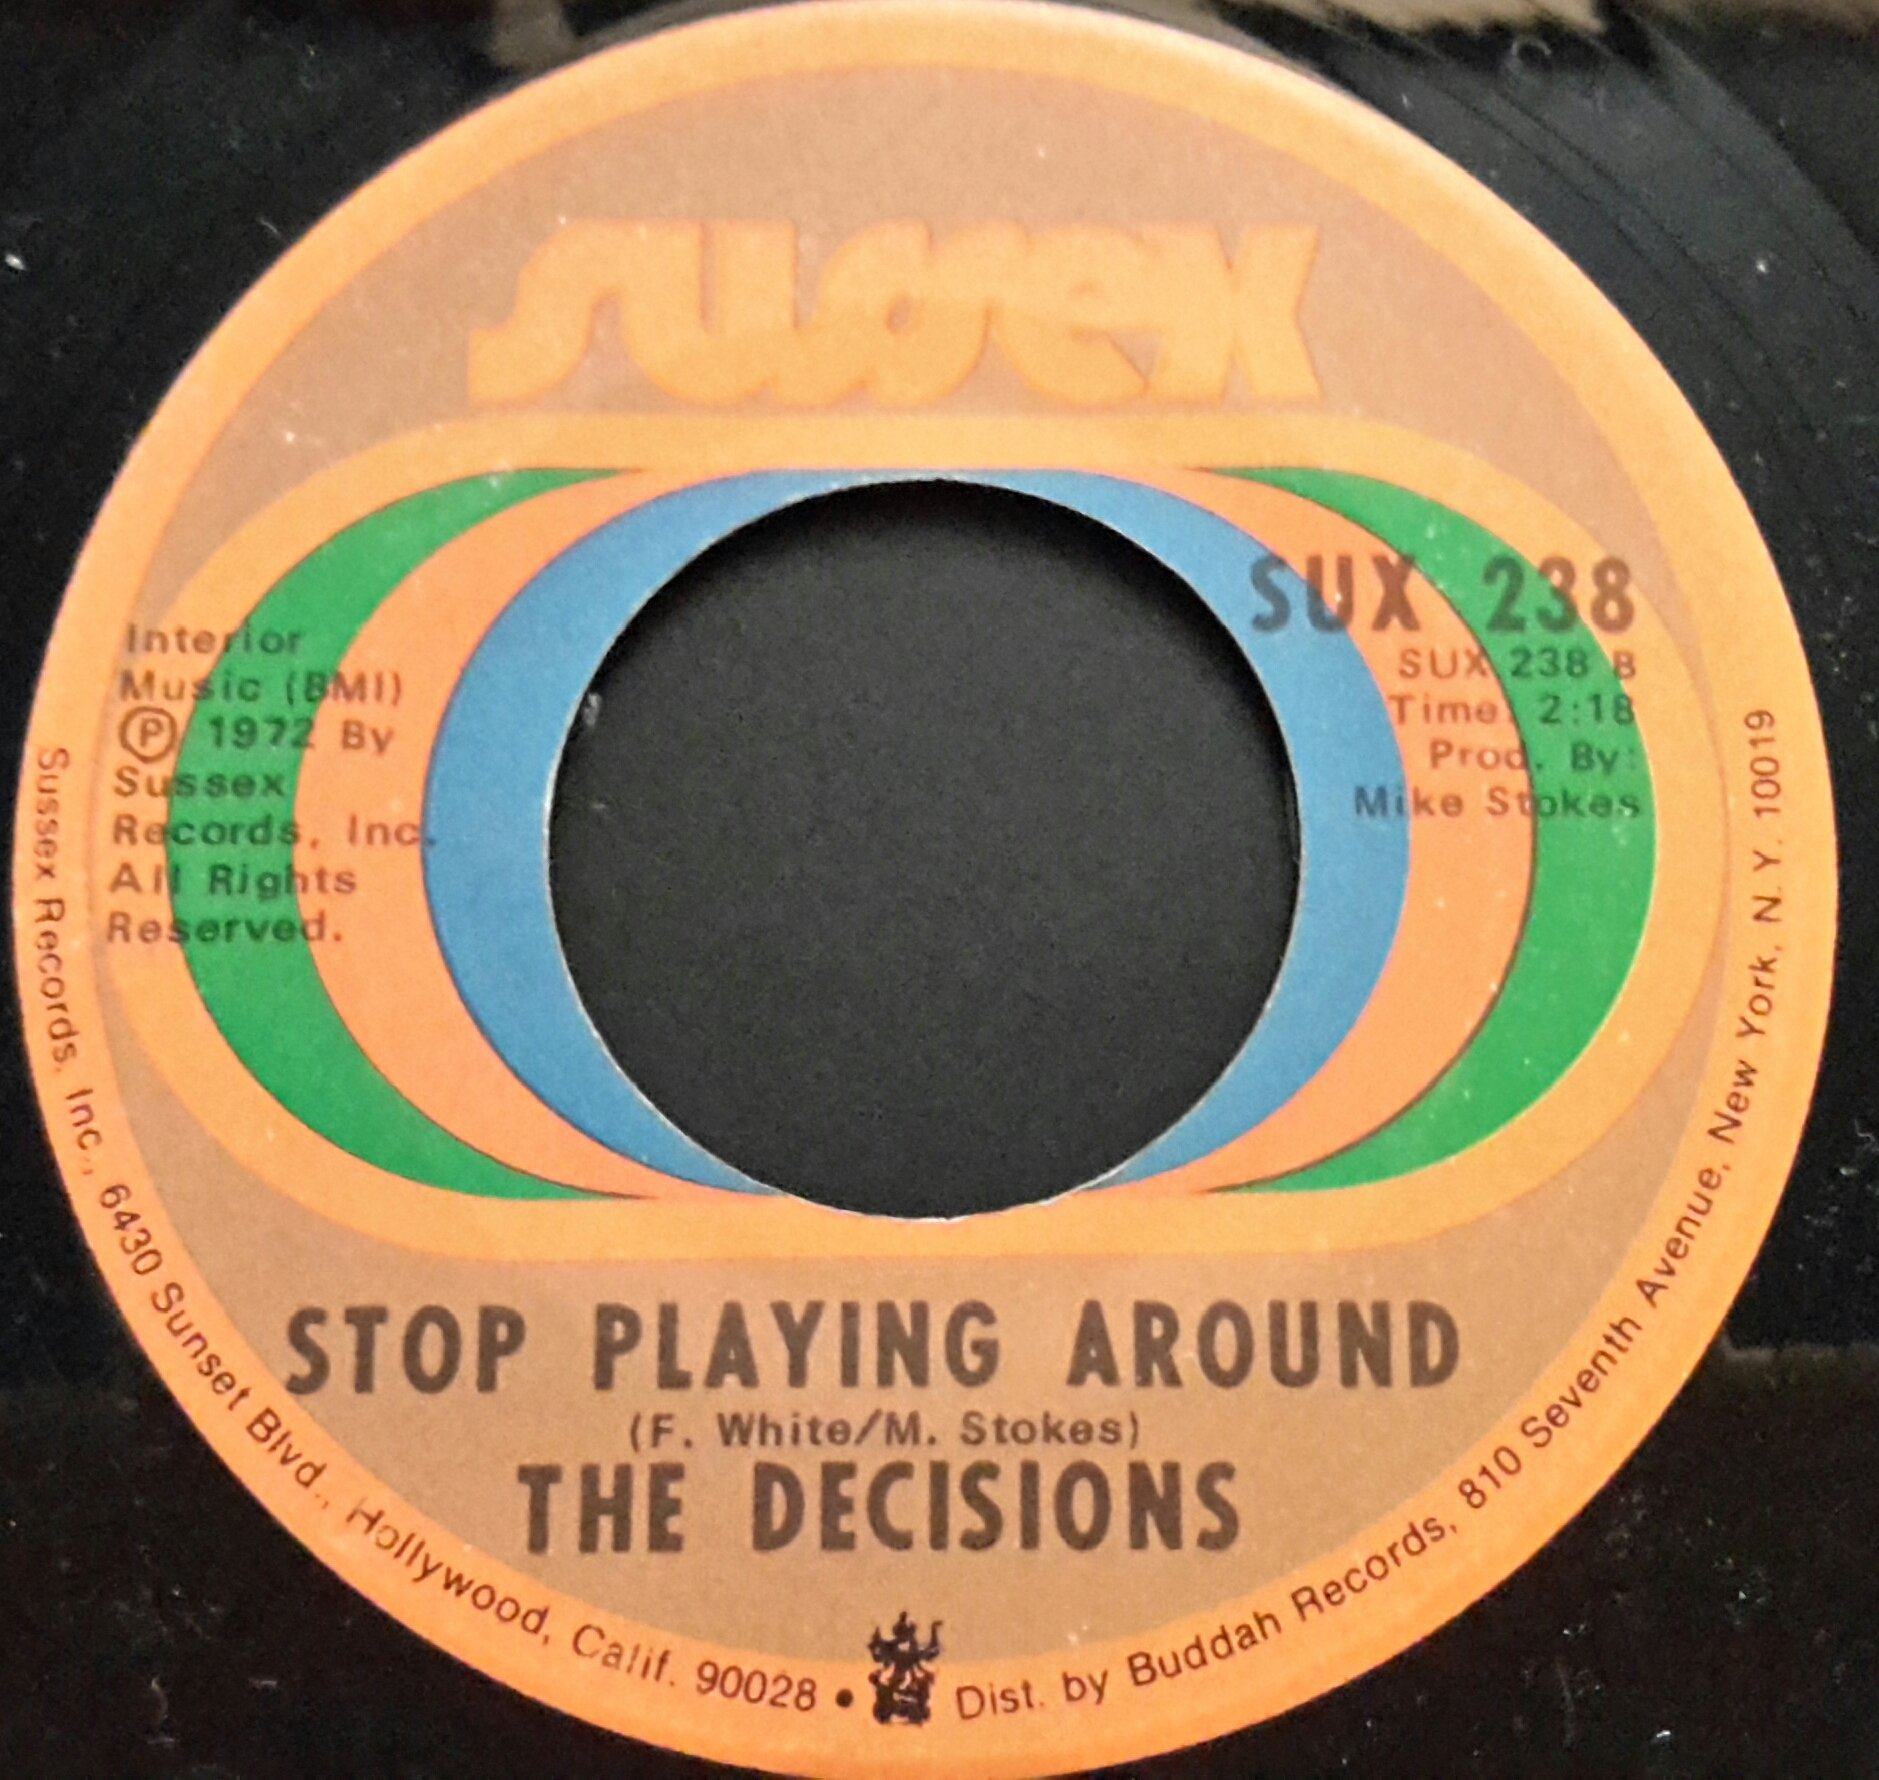 sussex
Interior
Music (BMI)
Ⓟ 1972 By
Sussex
Records, Inc.
All Rights
Reserved.
SUX 238
SUX 238 B
Time: 2:18
Prod. By:
Mike Stokes
STOP PLAYING AROUND
(F. White/M. Stokes)
THE DECISIONS
Sussex Records, Inc., 6430 Sunset Blvd., Hollywood, Calif. 90028 • Dist. by Buddah Records, 810 Seventh Avenue, New York, N.Y. 10019